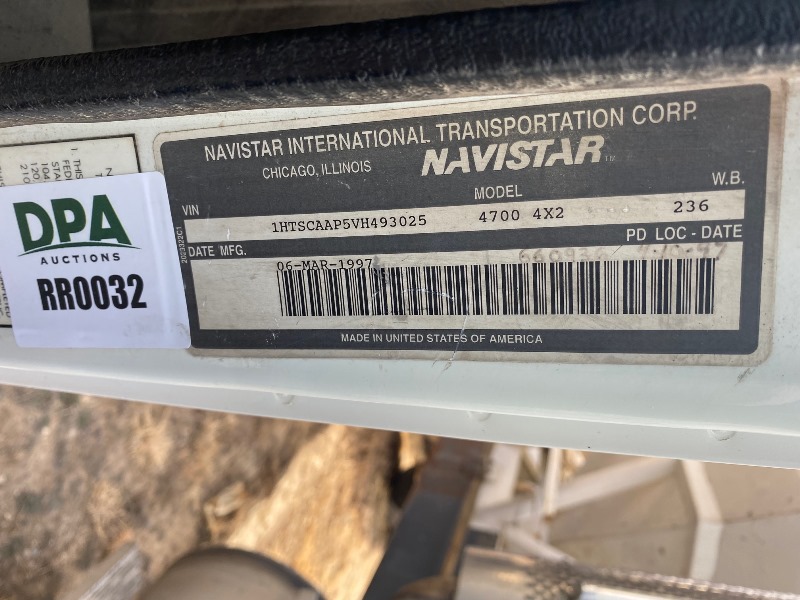 NAVISTAR INTERNATIONAL TRANSPORTATION CORP.
CHICAGO, ILLINOIS NAVISTAR TM
VIN MODEL W.B.
1HTSCAAP5VH493025 4700 4X2 236
DATE MFG. PD LOC - DATE
06-MAR-1997
MADE IN UNITED STATES OF AMERICA
DPA
AUCTIONS
RR0032